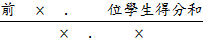 前 × . 位學生得分和
× . ×